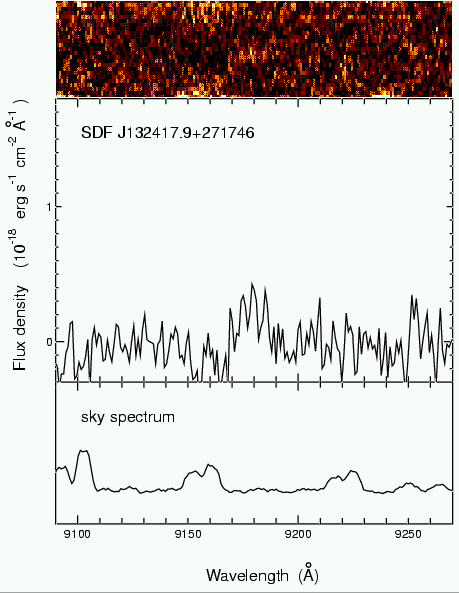 SDF J132417.9+271746
1
0
Flux density (10⁻¹⁸ erg s⁻¹ cm⁻² Å⁻¹)
sky spectrum
9100 9150 9200 9250
Wavelength (Å)